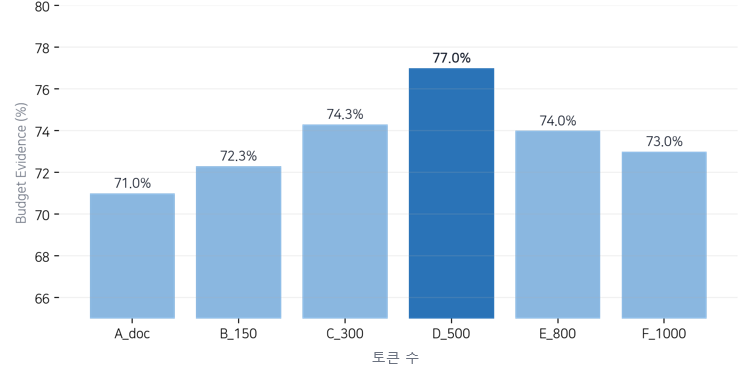 80
78
76
74
72
70
68
66
Budget Evidence (%)
71.0%
72.3%
74.3%
77.0%
74.0%
73.0%
A_doc
B_150
C_300
D_500
E_800
F_1000
토큰 수